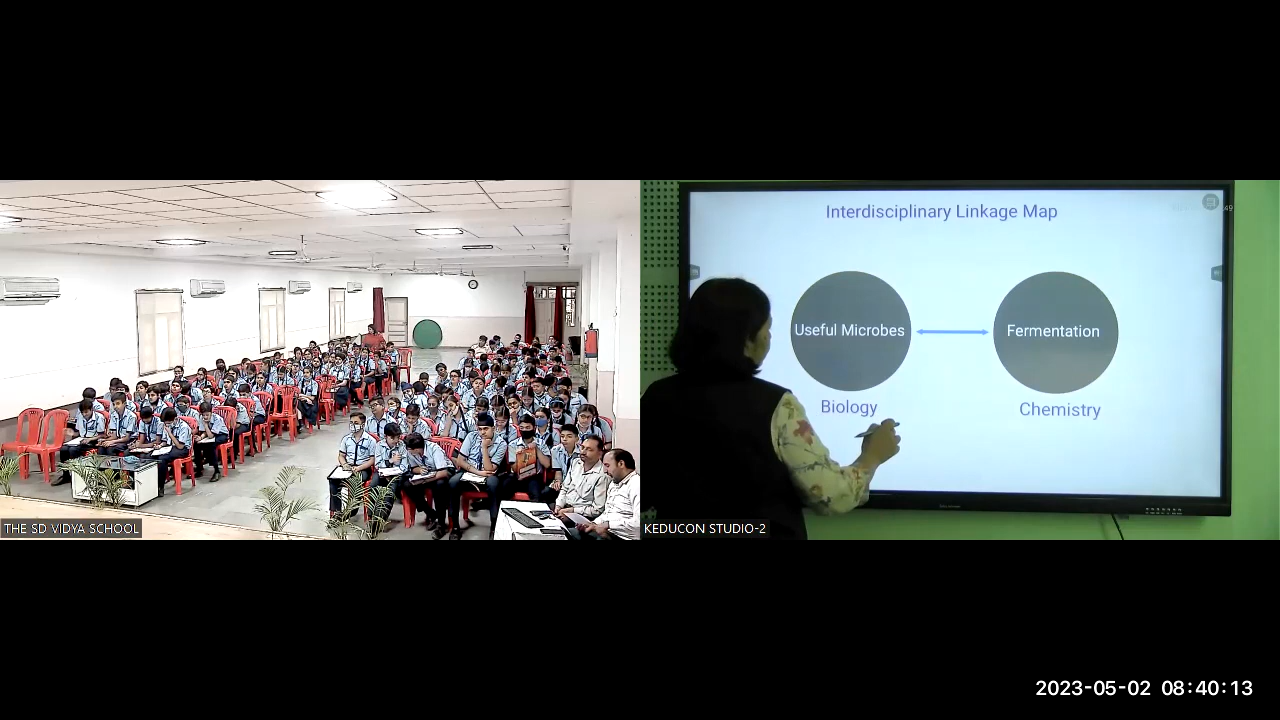 Interdisciplinary Linkage Map
Useful Microbes
Fermentation
Biology
Chemistry
THE SD VIDYA SCHOOL
KEDUCON STUDIO-2
2023-05-02 08:40:13